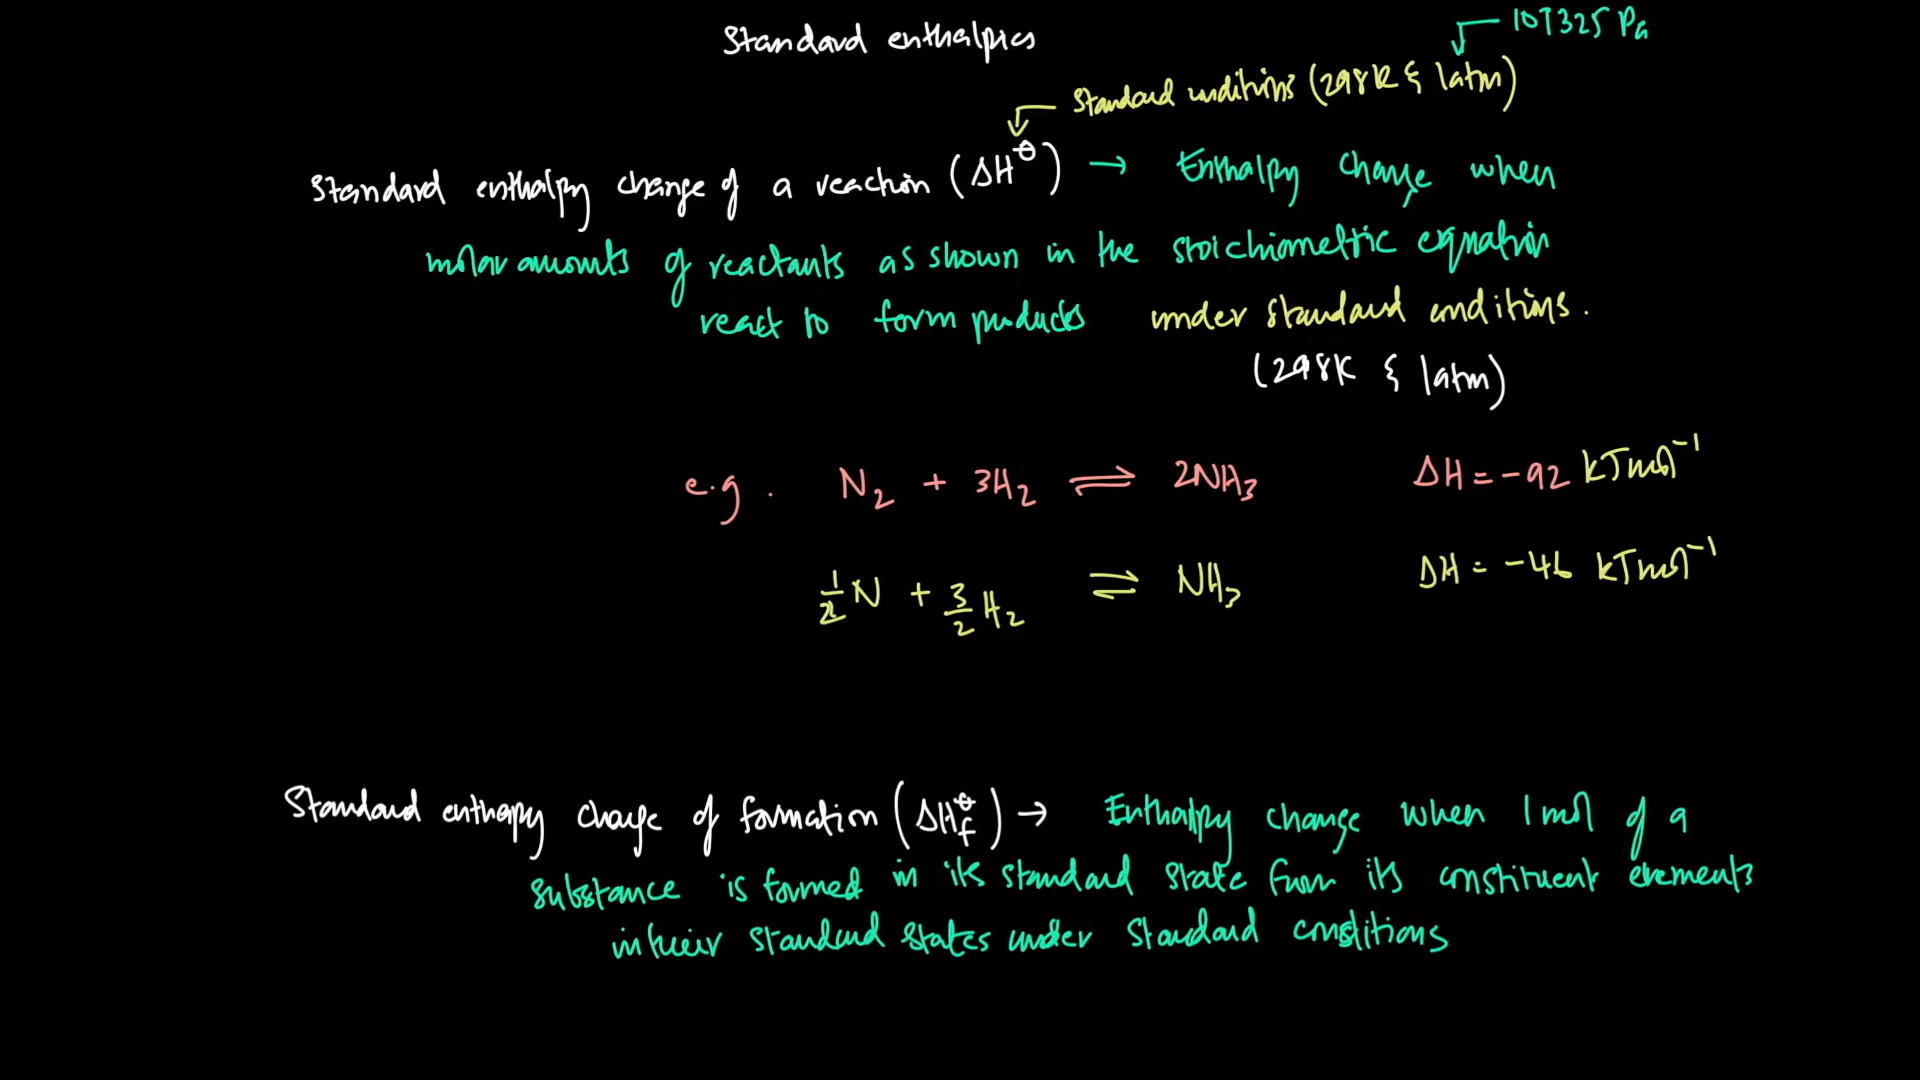 Standard enthalpies
101325 Pa
Standard conditions (298K & 1atm)
Standard enthalpy change of a reaction (ΔH^θ) → Enthalpy change when
molar amounts of reactants as shown in the stoichiometric equation
react to form products under standard conditions.
(298K & 1atm)
e.g. N₂ + 3H₂ ⇌ 2NH₃ ΔH = -92 kJmol⁻¹
1/2 N + 3/2 H₂ ⇌ NH₃ ΔH = -46 kJmol⁻¹
Standard enthapy change of formation (ΔH^θ_f) → Enthalpy change when 1mol of a
substance is formed in its standard state from its constituent elements
in their standard states under standard conditions